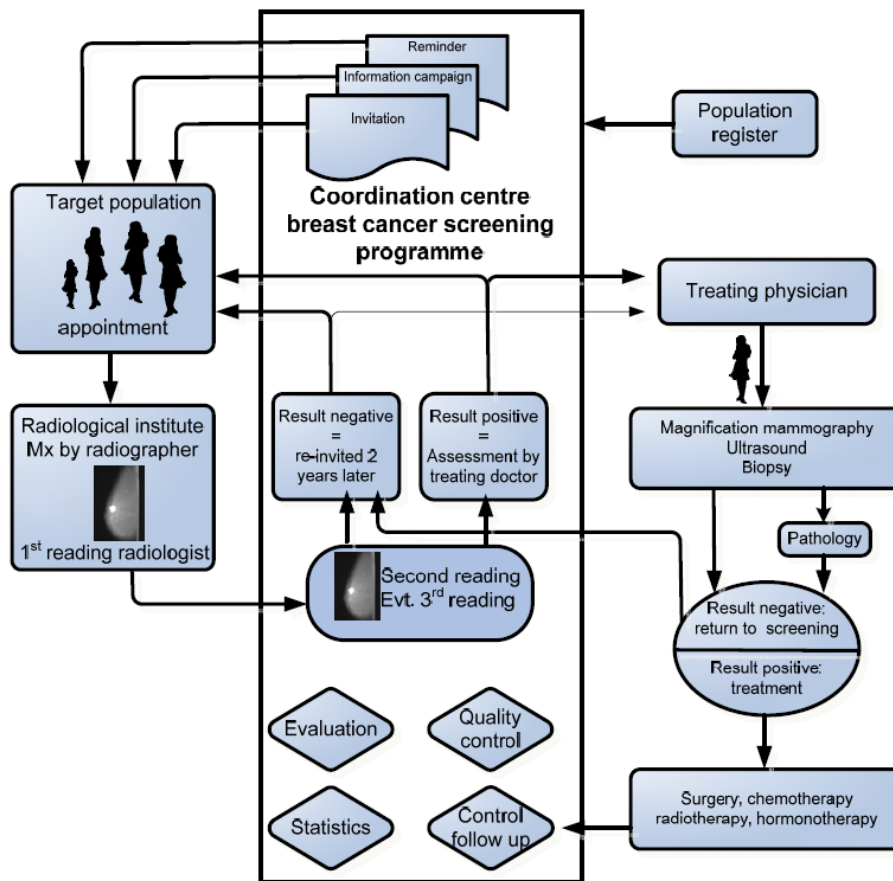 Reminder
Information campaign
Invitation
Population
register
Coordination centre
breast cancer screening
programme
Target population
appointment
Treating physician
Radiological institute
Mx by radiographer
1st reading radiologist
Result negative
=
re-invited 2
years later
Result positive
=
Assessment by
treating doctor
Magnification mammography
Ultrasound
Biopsy
Pathology
Second reading
Evt. 3rd reading
Result negative:
return to screening
Result positive:
treatment
Evaluation
Quality
control
Statistics
Control
follow up
Surgery, chemotherapy
radiotherapy, hormonotherapy